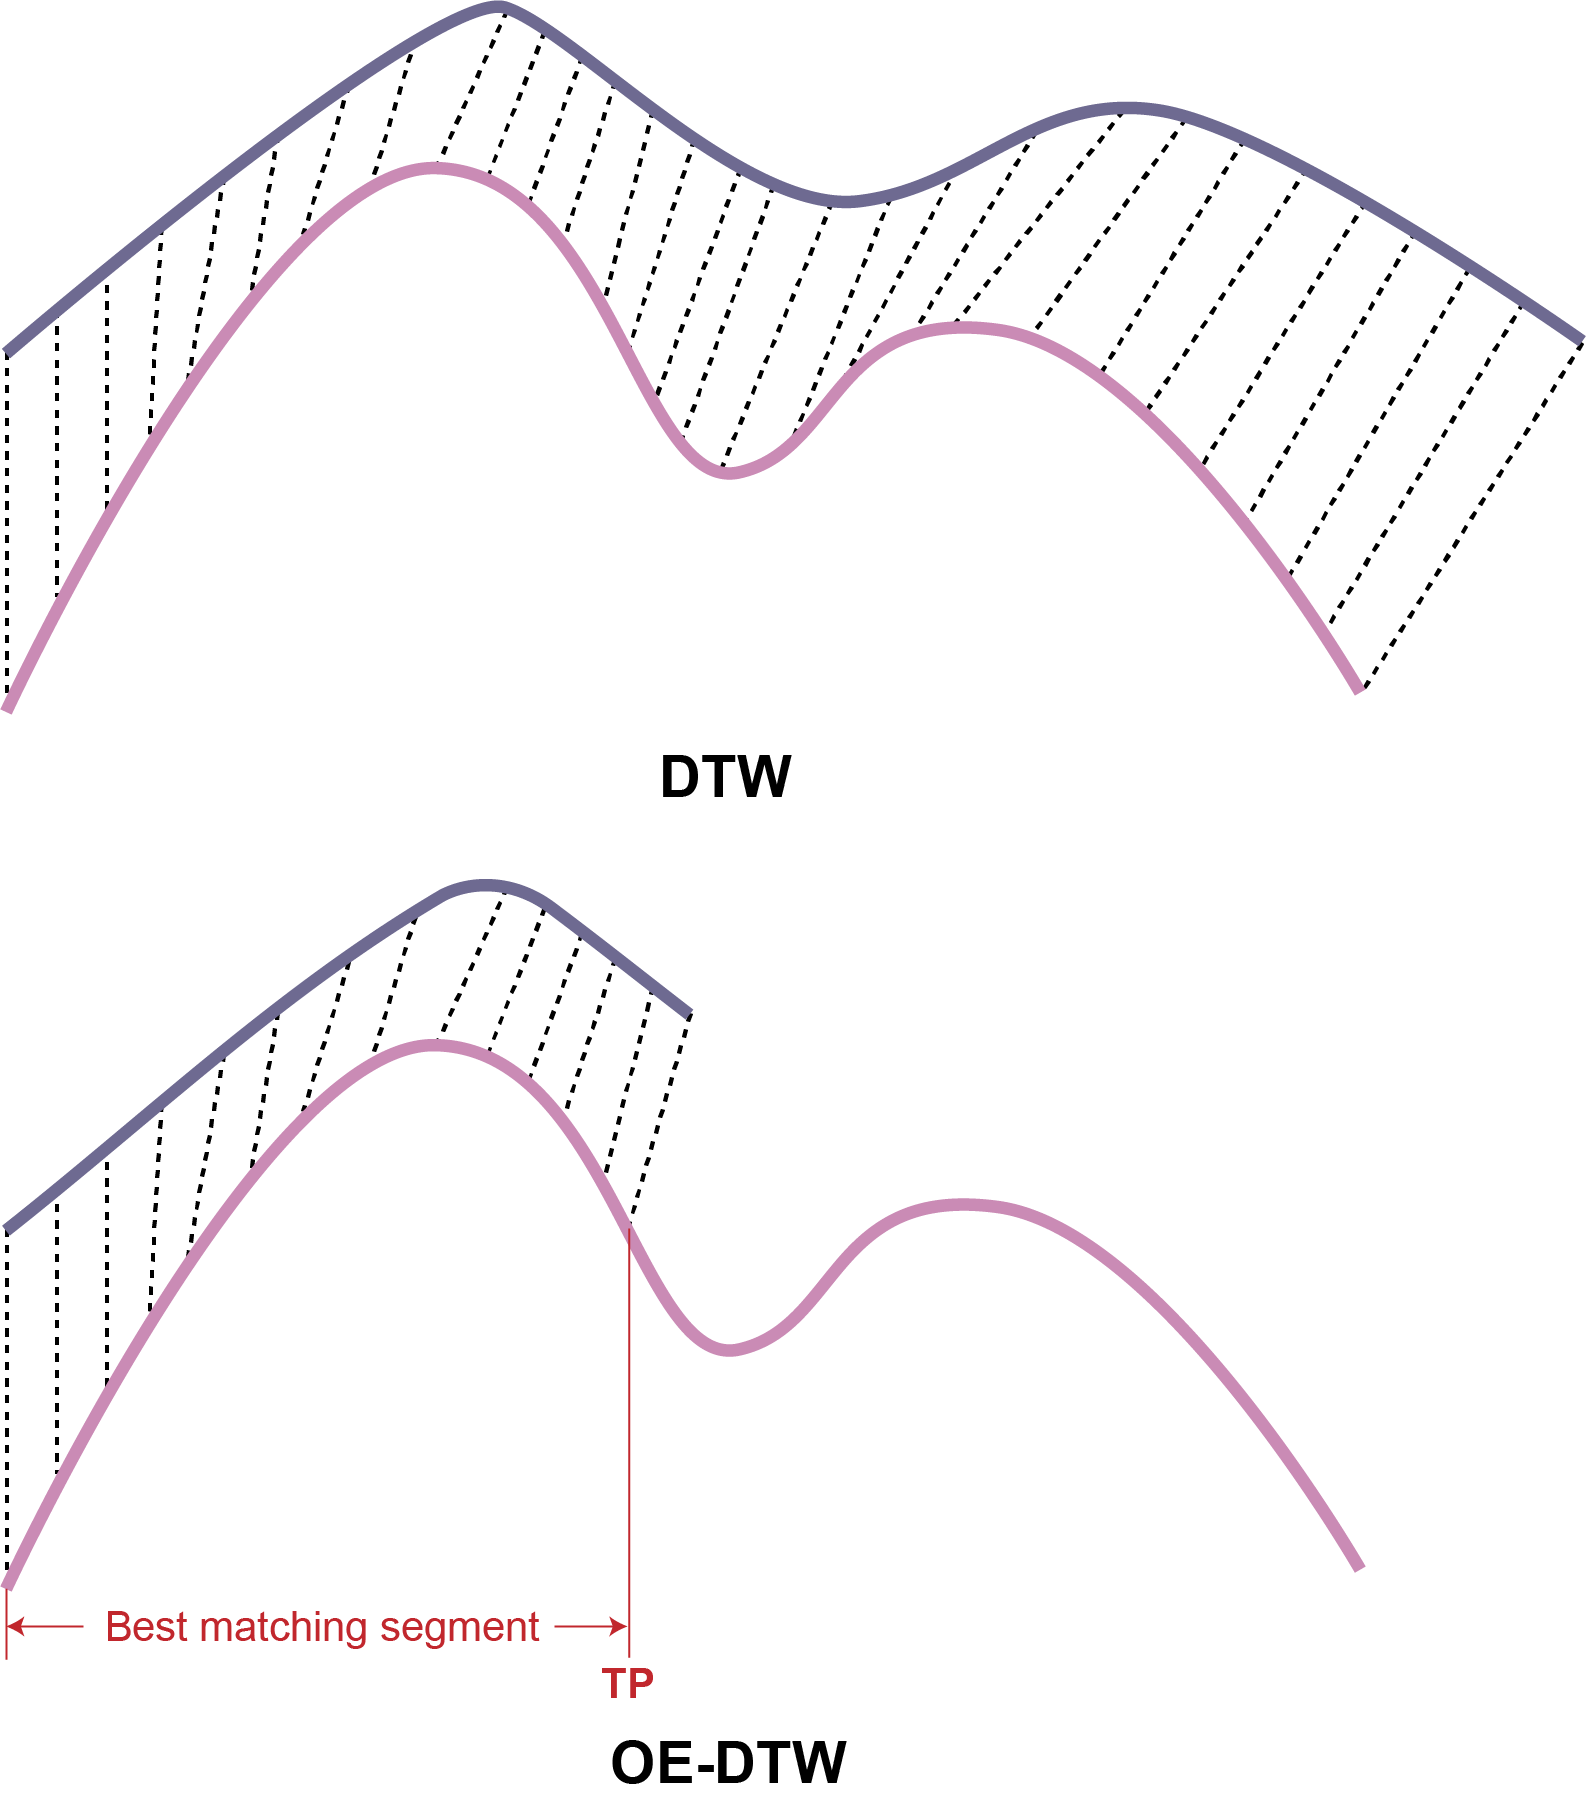 DTW
Best matching segment
TP
OE-DTW